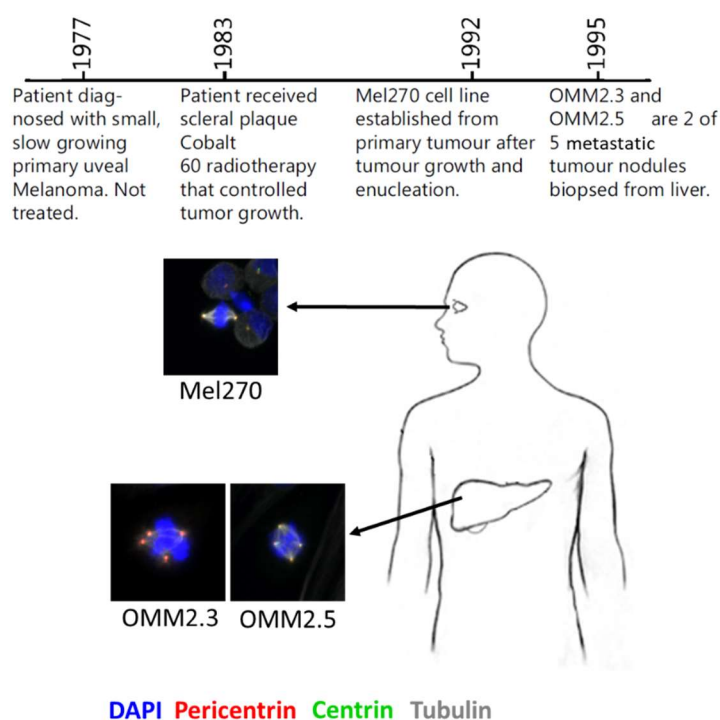 1977
1983
1992
1995
Patient diag-
nosed with small,
slow growing
primary uveal
Melanoma. Not
treated.
Patient received
scleral plaque
Cobalt
60 radiotherapy
that controlled
tumor growth.
Mel270 cell line
established from
primary tumour after
tumour growth and
enucleation.
OMM2.3 and
OMM2.5 are 2 of
5 metastatic
tumour nodules
biopsed from liver.
Mel270
OMM2.3
OMM2.5
DAPI Pericentrin Centrin Tubulin